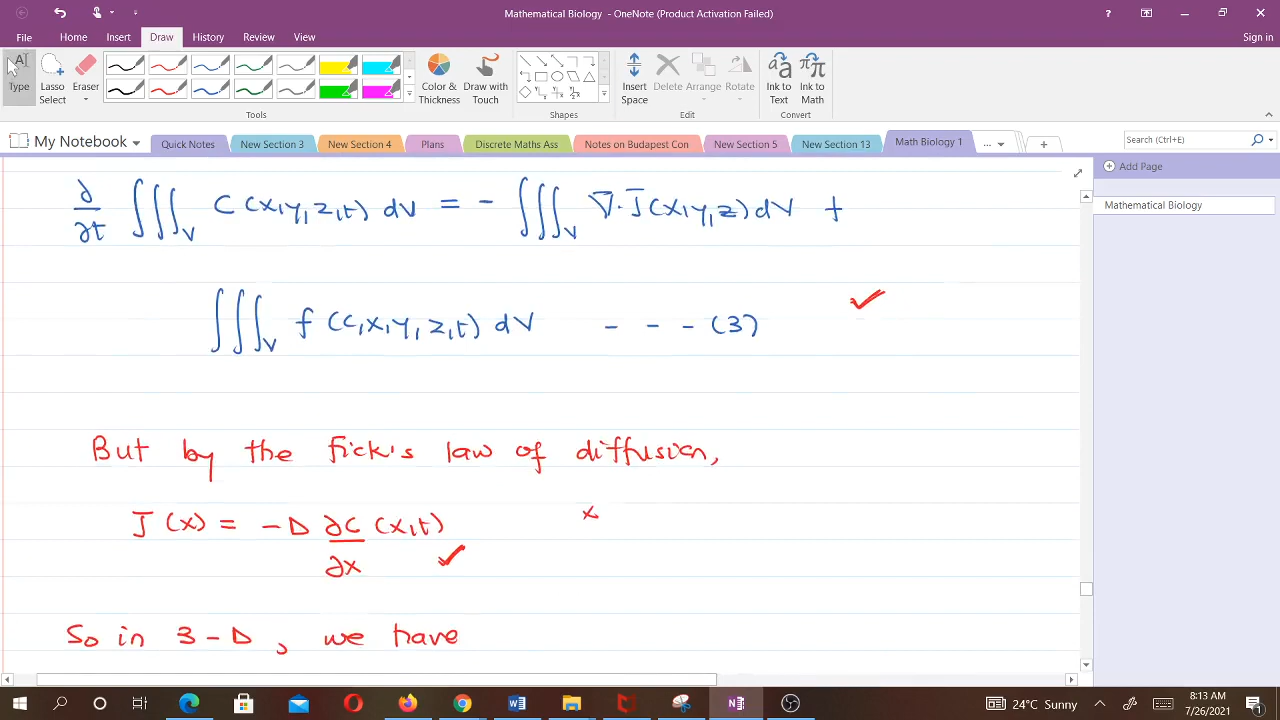 Mathematical Biology - OneNote (Product Activation Failed)
File Home Insert Draw History Review View Sign in
Type Lasso Select Eraser Color & Thickness Draw with Touch Insert Space Delete Arrange Rotate Ink to Text Ink to Math
Tools Shapes Edit Convert
My Notebook Quick Notes New Section 3 New Section 4 Plans Discrete Maths Ass Notes on Budapest Con New Section 5 New Section 13 Math Biology 1 ... + Search (Ctrl+E)
Add Page
Mathematical Biology
∂/∂t ∫∫∫_V C(x,y,z,t) dV = - ∫∫∫_V ∇·J(x,y,z) dV +
∫∫∫_V f(c,x,y,z,t) dV - - - (3) ✓
But by the Fick's law of diffusion,
J(x) = -D ∂C/∂x (x,t) ✓ x
So in 3-D, we have
24°C Sunny 8:13 AM
7/26/2021